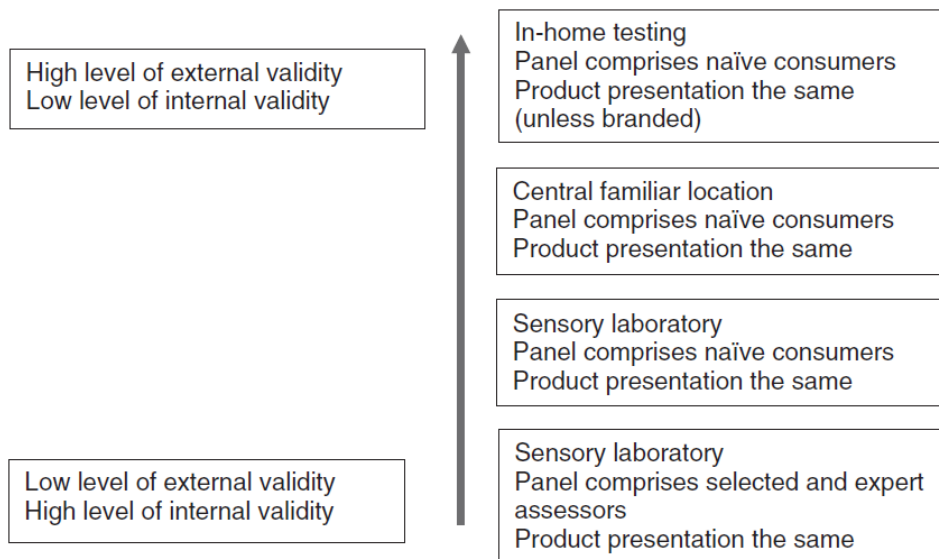 High level of external validity
Low level of internal validity
In-home testing
Panel comprises naïve consumers
Product presentation the same
(unless branded)
Central familiar location
Panel comprises naïve consumers
Product presentation the same
Sensory laboratory
Panel comprises naïve consumers
Product presentation the same
Low level of external validity
High level of internal validity
Sensory laboratory
Panel comprises selected and expert
assessors
Product presentation the same